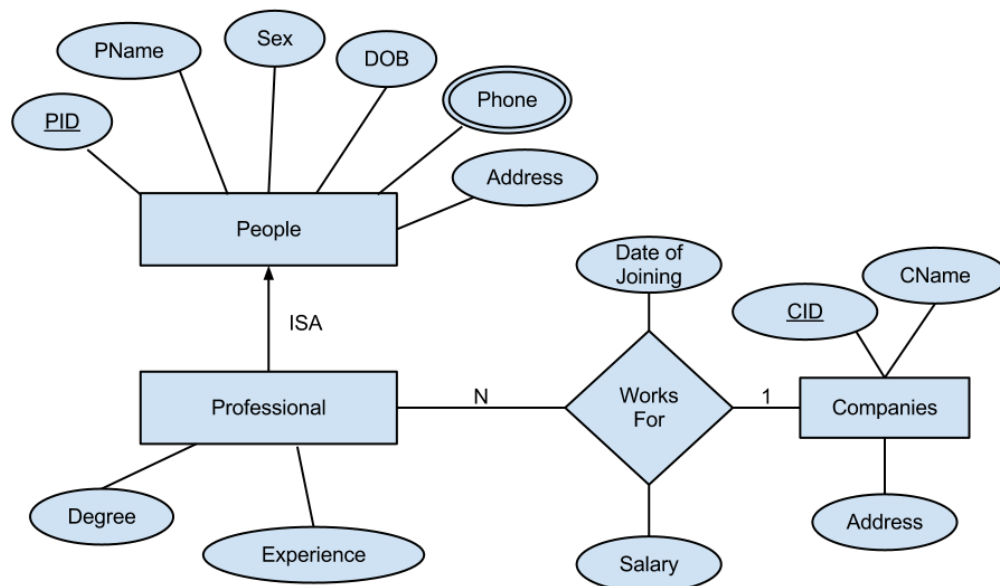 Sex
PName
DOB
Phone
PID
Address
People
Date of
Joining
CName
CID
ISA
Professional
N
Works
For
1
Companies
Degree
Experience
Salary
Address